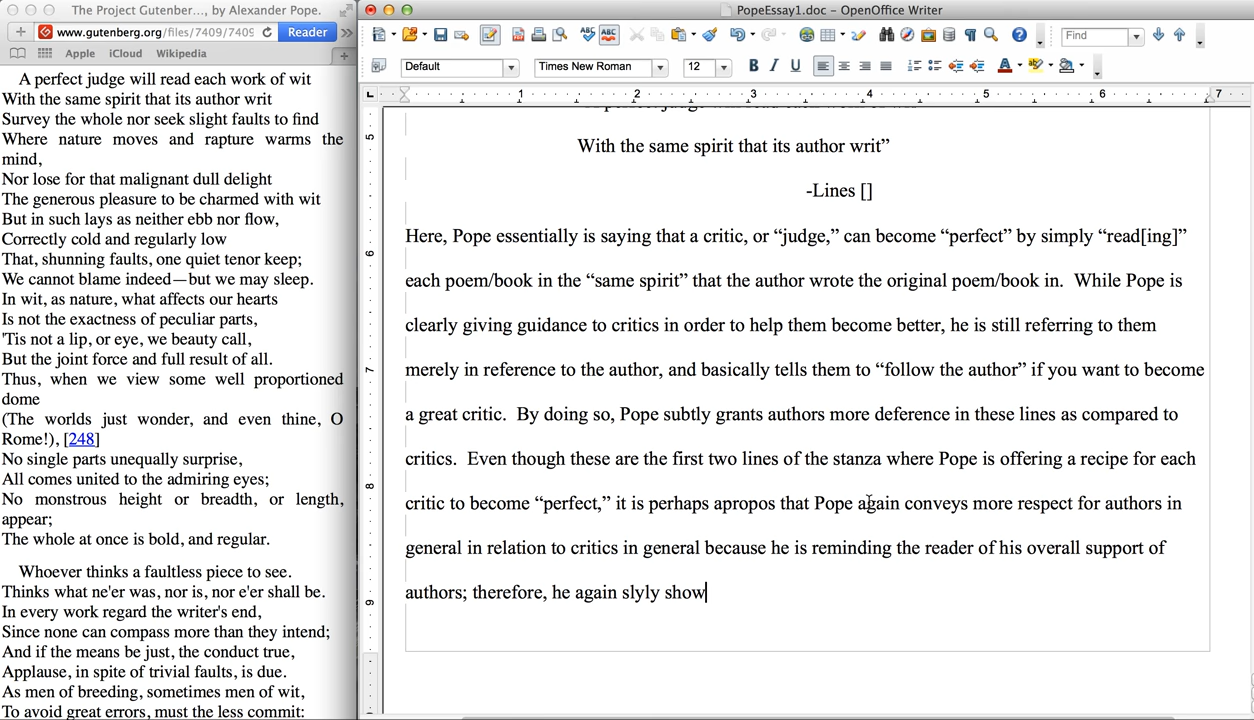 The Project Gutenber..., by Alexander Pope.
www.gutenberg.org/files/7409/7409
Reader
Apple iCloud Wikipedia
A perfect judge will read each work of wit
With the same spirit that its author writ
Survey the whole nor seek slight faults to find
Where nature moves and rapture warms the
mind,
Nor lose for that malignant dull delight
The generous pleasure to be charmed with wit
But in such lays as neither ebb nor flow,
Correctly cold and regularly low
That, shunning faults, one quiet tenor keep;
We cannot blame indeed—but we may sleep.
In wit, as nature, what affects our hearts
Is not the exactness of peculiar parts,
'Tis not a lip, or eye, we beauty call,
But the joint force and full result of all.
Thus, when we view some well proportioned
dome
(The worlds just wonder, and even thine, O
Rome!), [248]
No single parts unequally surprise,
All comes united to the admiring eyes;
No monstrous height or breadth, or length,
appear;
The whole at once is bold, and regular.
Whoever thinks a faultless piece to see.
Thinks what ne'er was, nor is, nor e'er shall be.
In every work regard the writer's end,
Since none can compass more than they intend;
And if the means be just, the conduct true,
Applause, in spite of trivial faults, is due.
As men of breeding, sometimes men of wit,
To avoid great errors, must the less commit:
PopeEssay1.doc - OpenOffice Writer
Find
Default
Times New Roman
12
B I U
1 2 3 4 5 6 7
5
6
7
8
9
With the same spirit that its author writ”
-Lines []
Here, Pope essentially is saying that a critic, or “judge,” can become “perfect” by simply “read[ing]”
each poem/book in the “same spirit” that the author wrote the original poem/book in.  While Pope is
clearly giving guidance to critics in order to help them become better, he is still referring to them
merely in reference to the author, and basically tells them to “follow the author” if you want to become
a great critic.  By doing so, Pope subtly grants authors more deference in these lines as compared to
critics.  Even though these are the first two lines of the stanza where Pope is offering a recipe for each
critic to become “perfect,” it is perhaps apropos that Pope again conveys more respect for authors in
general in relation to critics in general because he is reminding the reader of his overall support of
authors; therefore, he again slyly show